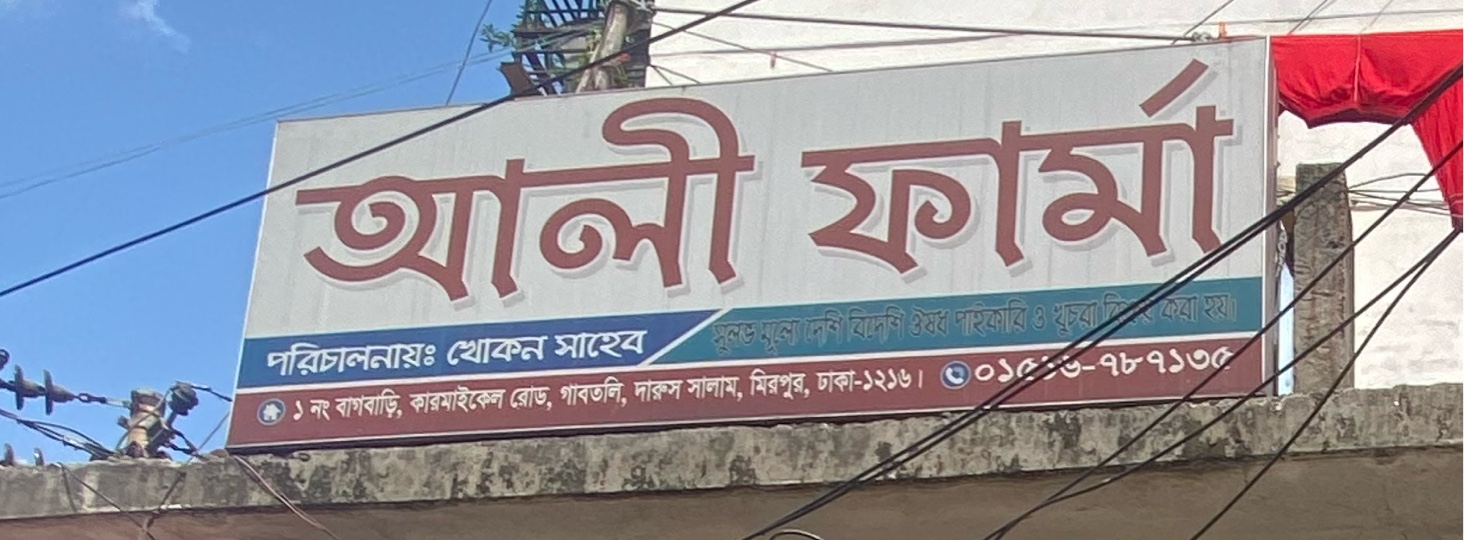 আলী ফার্মা
পরিচালনায়ঃ খোকন সাহেব
সুলভ মূল্যে দেশি বিদেশি ঔষধ পাইকারি ও খুচরা বিক্রয় করা হয়।
১ নং বাগবাড়ি, কারমাইকেল রোড, গাবতলি, দারুস সালাম, মিরপুর, ঢাকা-১২১৬।